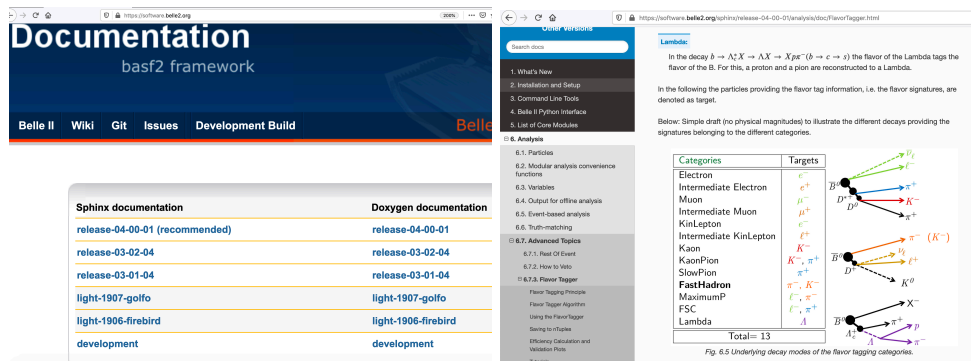 https://software.belle2.org
200%
Documentation
basf2 framework
Belle II Wiki Git Issues Development Build
Belle
Sphinx documentation Doxygen documentation
release-04-00-01 (recommended) release-04-00-01
release-03-02-04 release-03-02-04
release-03-01-04 release-03-01-04
light-1907-golfo light-1907-golfo
light-1906-firebird light-1906-firebird
development development
https://software.belle2.org/sphinx/release-04-00-01/analysis/doc/FlavorTagger.html
Other Versions
Search docs
1. What's New
2. Installation and Setup
3. Command Line Tools
4. Belle II Python Interface
5. List of Core Modules
6. Analysis
6.1. Particles
6.2. Modular analysis convenience
functions
6.3. Variables
6.4. Output for offline analysis
6.5. Event-based analysis
6.6. Truth-matching
6.7. Advanced Topics
6.7.1. Rest Of Event
6.7.2. How to Veto
6.7.3. Flavor Tagger
Flavor Tagging Principle
Flavor Tagger Algorithm
Using the FlavorTagger
Saving to nTuples
Efficiency Calculation and
Validation Plots
Lambda:
In the decay b → Λc+ X → ΛX → Xpπ− (b → c → s) the flavor of the Lambda tags the
flavor of the B. For this, a proton and a pion are reconstructed to a Lambda.
In the following the particles providing the flavor tag information, i.e. the flavor signatures, are
denoted as target.
Below: Simple draft (no physical magnitudes) to illustrate the different decays providing the
signatures belonging to the different categories.
Categories Targets
Electron e−
Intermediate Electron e+
Muon μ−
Intermediate Muon μ+
KinLepton e−
Intermediate KinLepton ℓ+
Kaon K−
KaonPion K−, π+
SlowPion π+
FastHadron π−, K−
MaximumP ℓ−, π−
FSC ℓ−, π+
Lambda Λ
Total= 13
B̄0 D*+ D0 ν̄ℓ ℓ− π+ K− π+
B̄0 D+ π− (K−) νℓ ℓ+ K0
B̄0 Λc+ X− π+ Λ p π−
Fig. 6.5 Underlying decay modes of the flavor tagging categories.